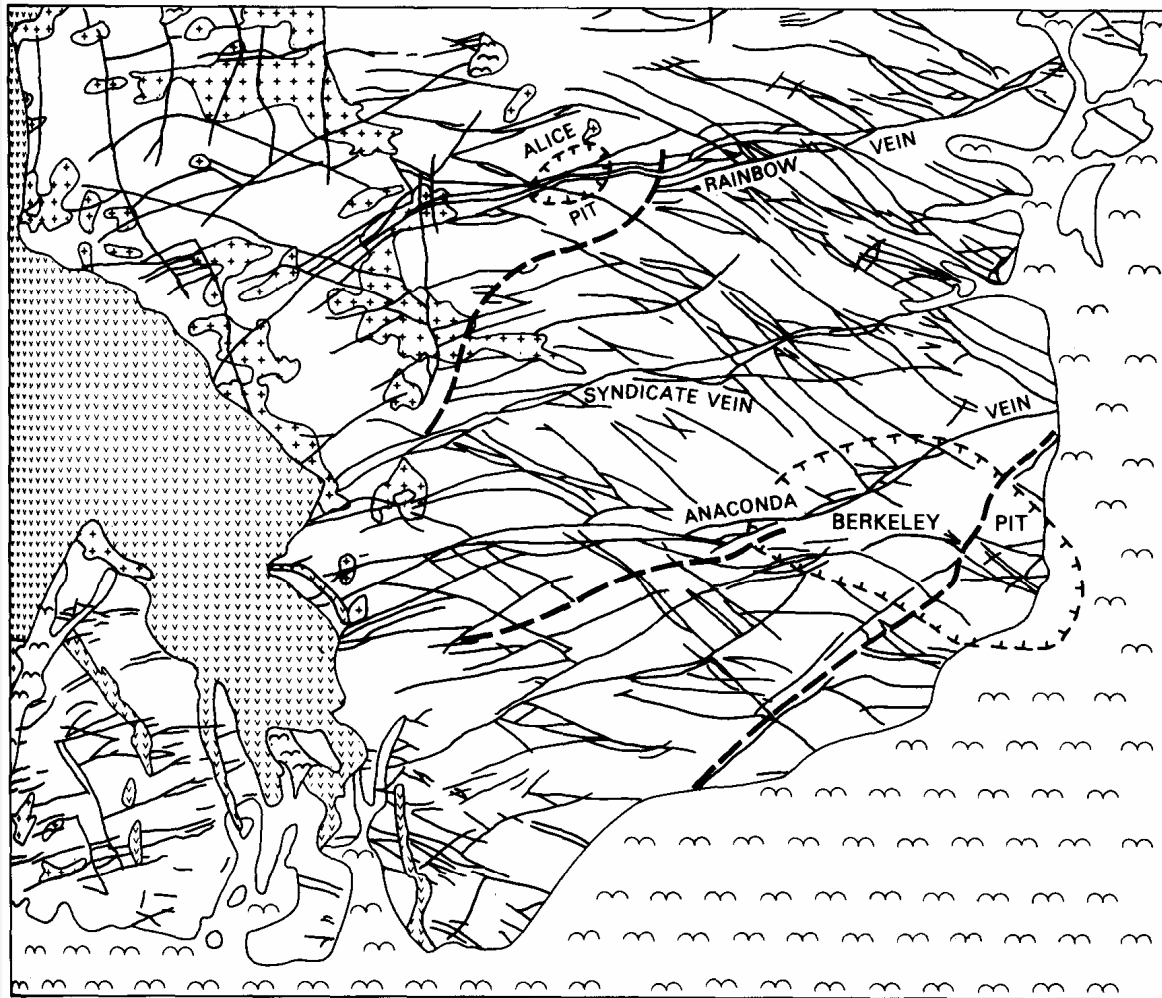 ALICE
PIT
RAINBOW
VEIN
SYNDICATE VEIN
VEIN
ANACONDA
BERKELEY
PIT